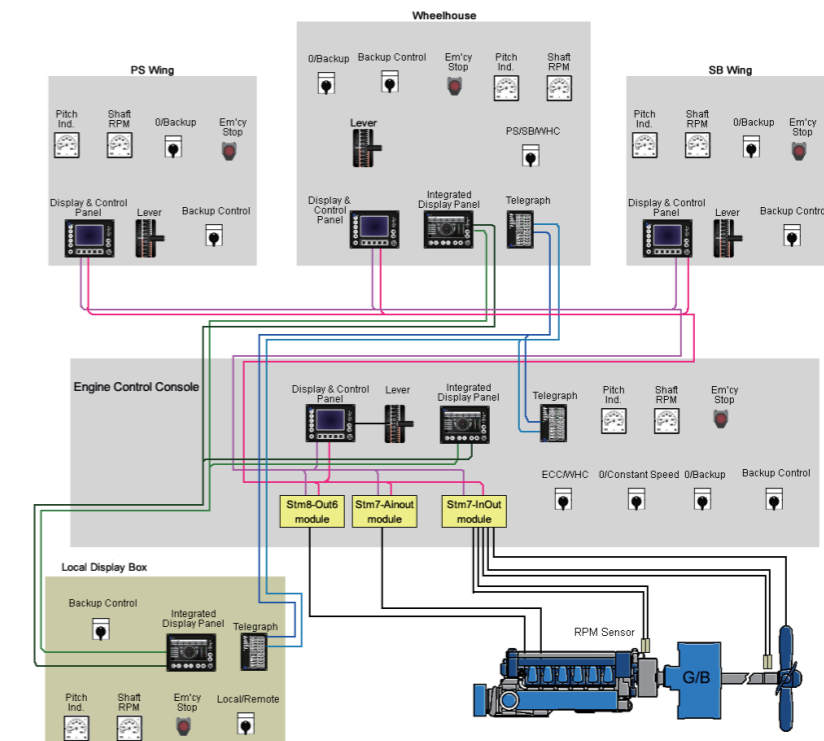 Wheelhouse
0/Backup
Backup Control
Em'cy
Stop
Pitch
Ind.
Shaft
RPM
Lever
PS/SB/WHC
Display &
Control
Panel
Integrated
Display Panel
Telegraph
PS Wing
Pitch
Ind.
Shaft
RPM
0/Backup
Em'cy
Stop
Display & Control
Panel
Lever
Backup Control
SB Wing
Pitch
Ind.
Shaft
RPM
0/Backup
Em'cy
Stop
Display & Control
Panel
Lever
Backup Control
Engine Control Console
Display & Control
Panel
Lever
Integrated
Display Panel
Telegraph
Pitch
Ind.
Shaft
RPM
Em'cy
Stop
ECC/WHC
0/Constant Speed
0/Backup
Backup Control
Stm8-Out6
module
Stm7-Ainout
module
Stm7-InOut
module
Local Display Box
Backup Control
Integrated
Display Panel
Telegraph
Pitch
Ind.
Shaft
RPM
Em'cy
Stop
Local/Remote
RPM Sensor
G/B